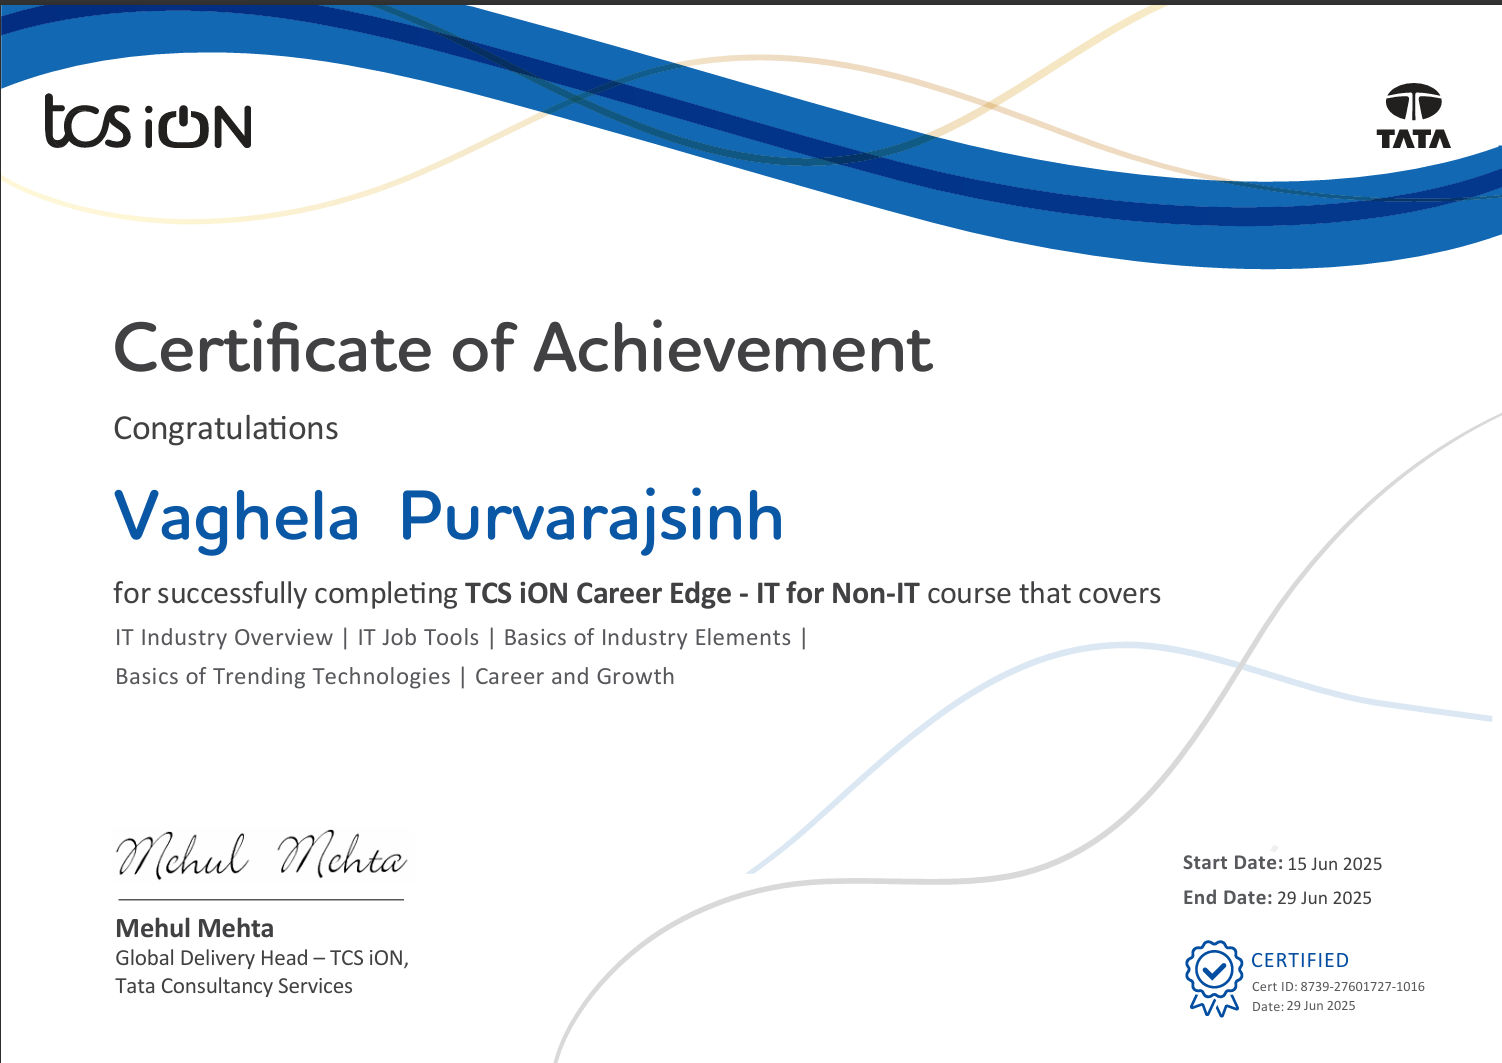 tcs iON
TATA
Certificate of Achievement
Congratulations
Vaghela Purvarajsinh
for successfully completing TCS iON Career Edge - IT for Non-IT course that covers
IT Industry Overview | IT Job Tools | Basics of Industry Elements |
Basics of Trending Technologies | Career and Growth
Mehul Mehta
Mehul Mehta
Global Delivery Head – TCS iON,
Tata Consultancy Services
Start Date: 15 Jun 2025
End Date: 29 Jun 2025
CERTIFIED
Cert ID: 8739-27601727-1016
Date: 29 Jun 2025